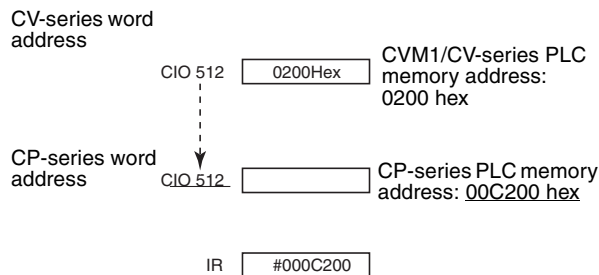 CV-series word
address
CIO 512
0200Hex
CVM1/CV-series PLC
memory address:
0200 hex
CP-series word
address
CIO 512
CP-series PLC memory
address: 00C200 hex
IR
#000C200